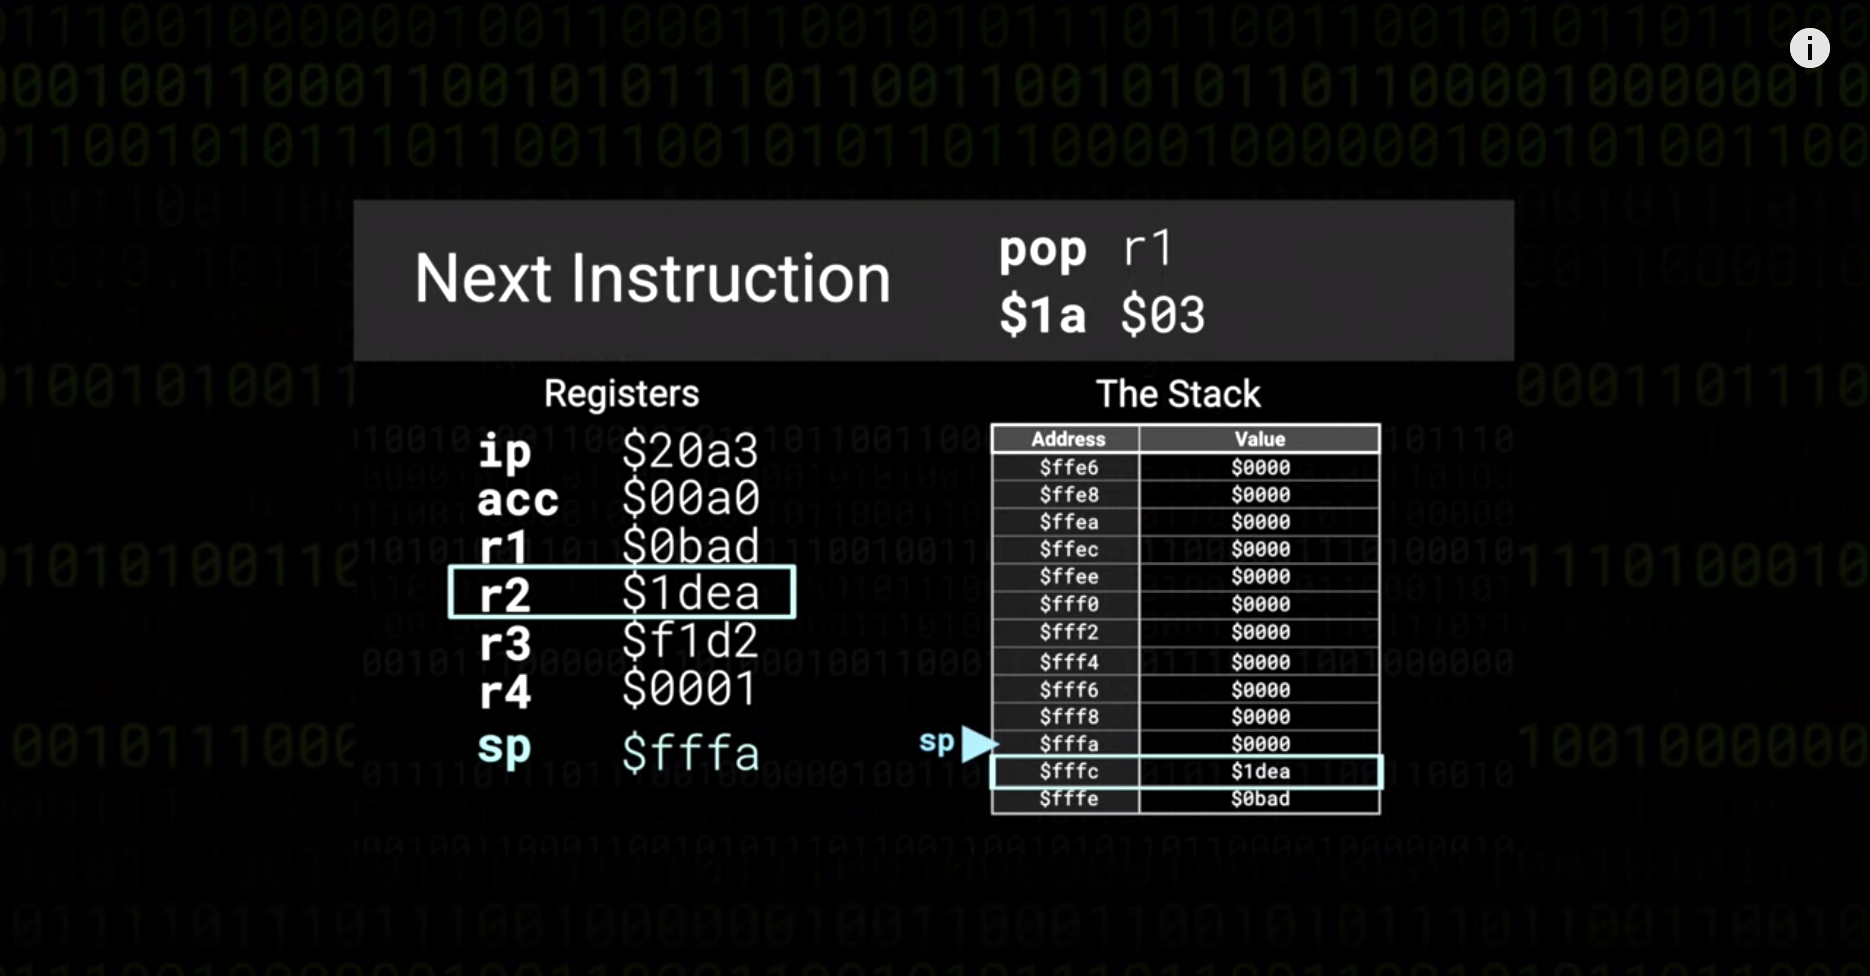 Next Instruction
pop r1
$1a $03
Registers
ip $20a3
acc $00a0
r1 $0bad
r2 $1dea
r3 $f1d2
r4 $0001
sp $fffa
The Stack
Address Value
$ffe6 $0000
$ffe8 $0000
$ffea $0000
$ffec $0000
$ffee $0000
$fff0 $0000
$fff2 $0000
$fff4 $0000
$fff6 $0000
$fff8 $0000
sp $fffa $0000
$fffc $1dea
$fffe $0bad